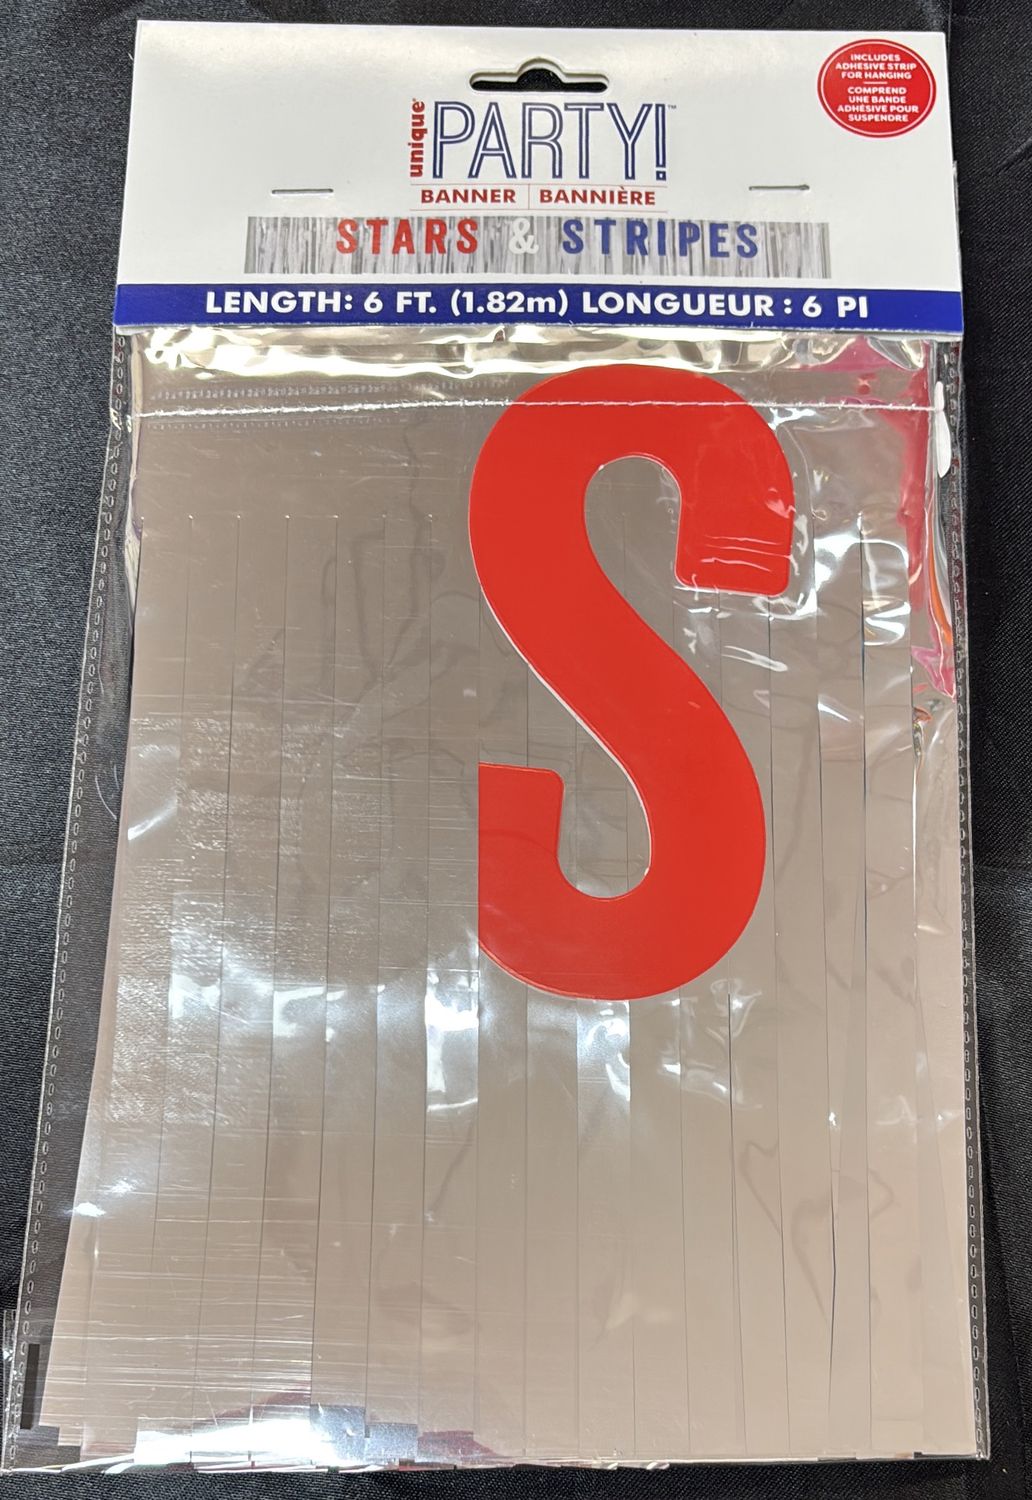 INCLUDES
ADHESIVE STRIP
FOR HANGING
COMPREND
UNE BANDE
ADHÉSIVE POUR
SUSPENDRE
unique®
PARTY!™
BANNER | BANNIÈRE
STARS & STRIPES
LENGTH: 6 FT. (1.82m) LONGUEUR : 6 PI
S